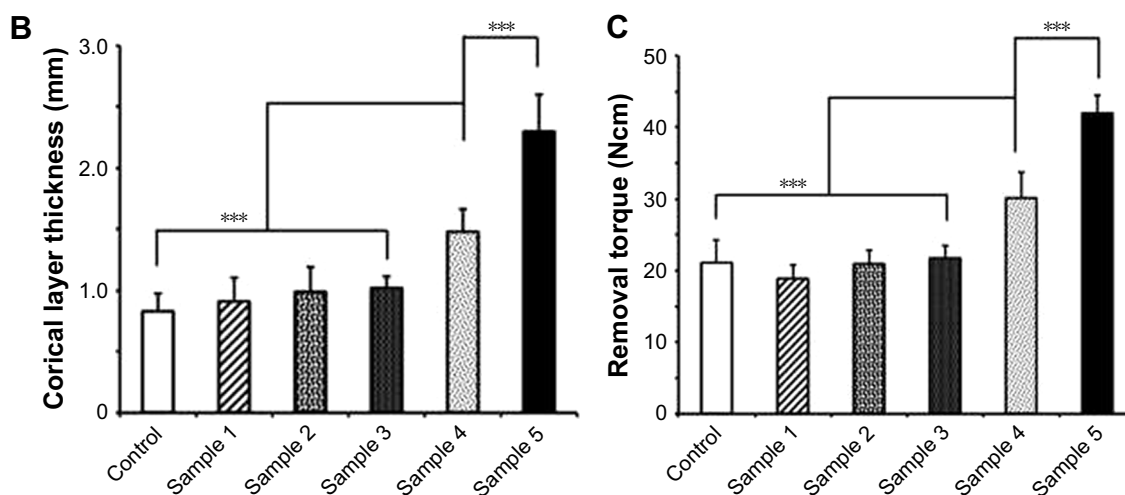 B
Corical layer thickness (mm)
3.0
2.0
1.0
0
***
***
Control
Sample 1
Sample 2
Sample 3
Sample 4
Sample 5
C
Removal torque (Ncm)
50
40
30
20
10
0
***
***
Control
Sample 1
Sample 2
Sample 3
Sample 4
Sample 5